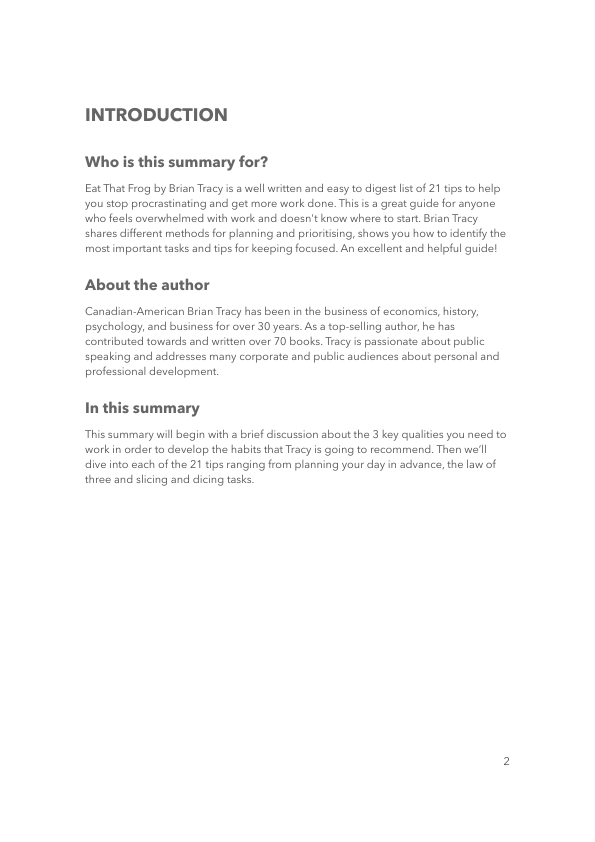 INTRODUCTION
Who is this summary for?
Eat That Frog by Brian Tracy is a well written and easy to digest list of 21 tips to help
you stop procrastinating and get more work done. This is a great guide for anyone
who feels overwhelmed with work and doesn't know where to start. Brian Tracy
shares different methods for planning and prioritising, shows you how to identify the
most important tasks and tips for keeping focused. An excellent and helpful guide!
About the author
Canadian-American Brian Tracy has been in the business of economics, history,
psychology, and business for over 30 years. As a top-selling author, he has
contributed towards and written over 70 books. Tracy is passionate about public
speaking and addresses many corporate and public audiences about personal and
professional development.
In this summary
This summary will begin with a brief discussion about the 3 key qualities you need to
work in order to develop the habits that Tracy is going to recommend. Then we'll
dive into each of the 21 tips ranging from planning your day in advance, the law of
three and slicing and dicing tasks.
2